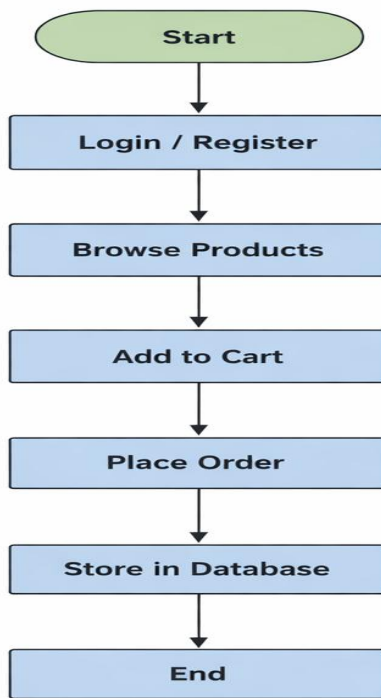 Start
Login / Register
Browse Products
Add to Cart
Place Order
Store in Database
End